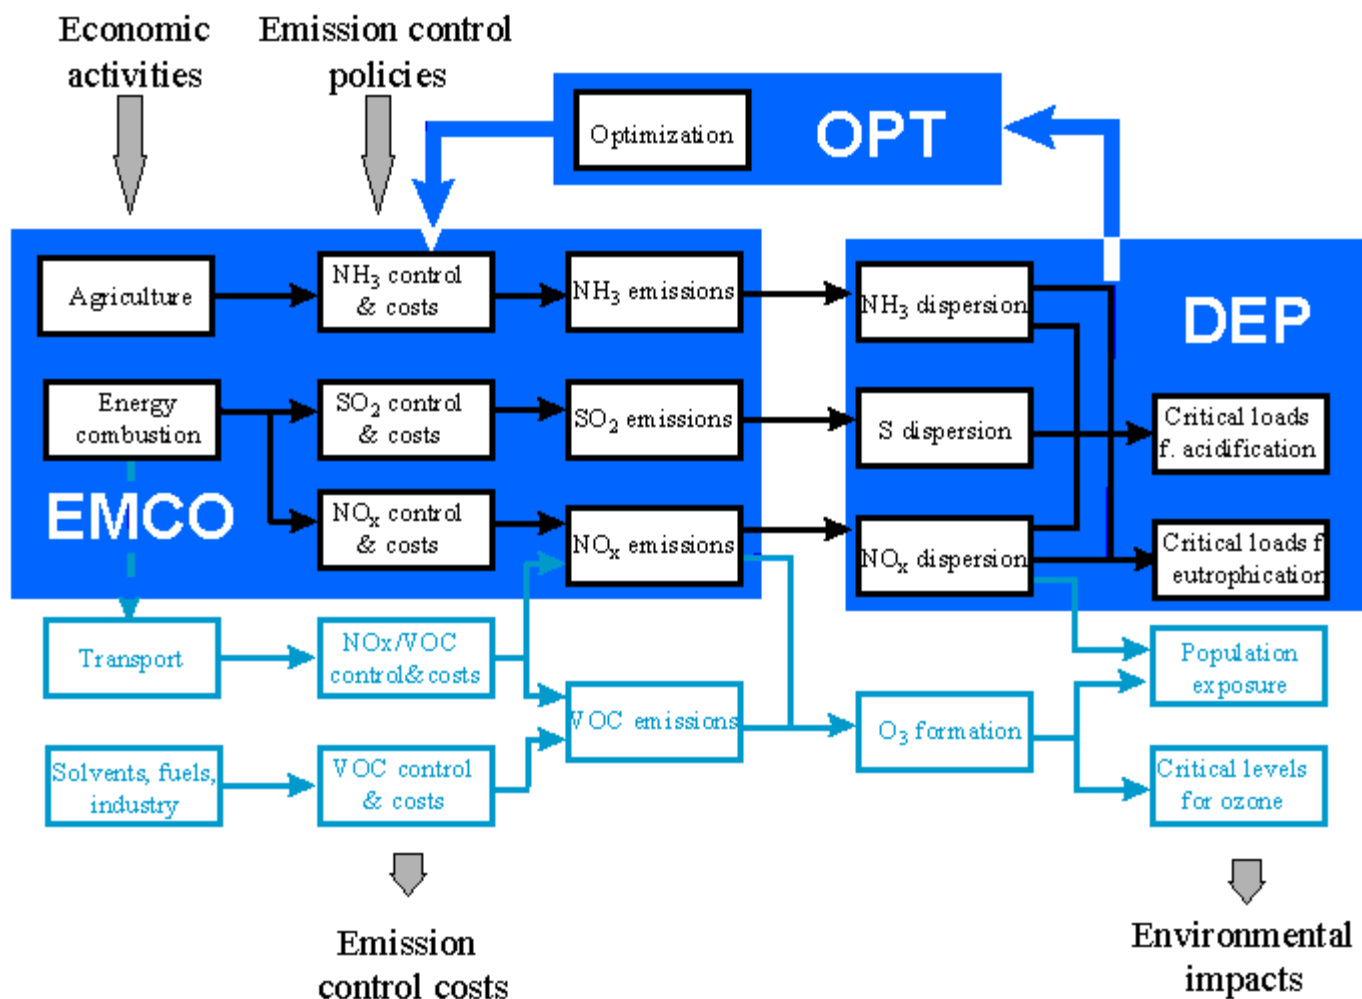 Economic
activities
Emission control
policies
Optimization
OPT
Agriculture
NH₃ control
& costs
NH₃ emissions
NH₃ dispersion
DEP
Energy
combustion
SO₂ control
& costs
SO₂ emissions
S dispersion
Critical loads
f. acidification
EMCO
NOₓ control
& costs
NOₓ emissions
NOₓ dispersion
Critical loads f
eutrophication
Transport
NOx/VOC
control& costs
VOC emissions
O₃ formation
Population
exposure
Solvents, fuels,
industry
VOC control
& costs
Critical levels
for ozone
Emission
control costs
Environmental
impacts